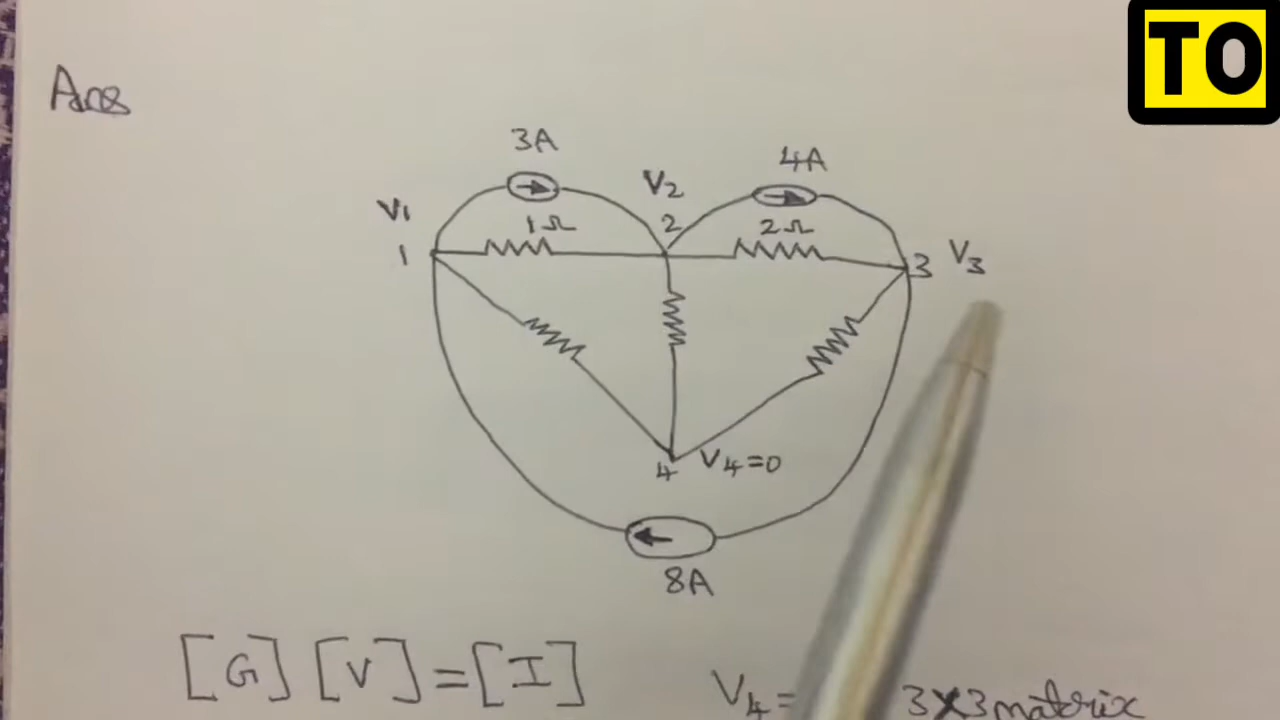 TO
Ans
3A
4A
V1
V2
1Ω
2
2Ω
1
3 V3
4 V4=0
8A
[G][V]=[I]
V4= 3x3 matrix